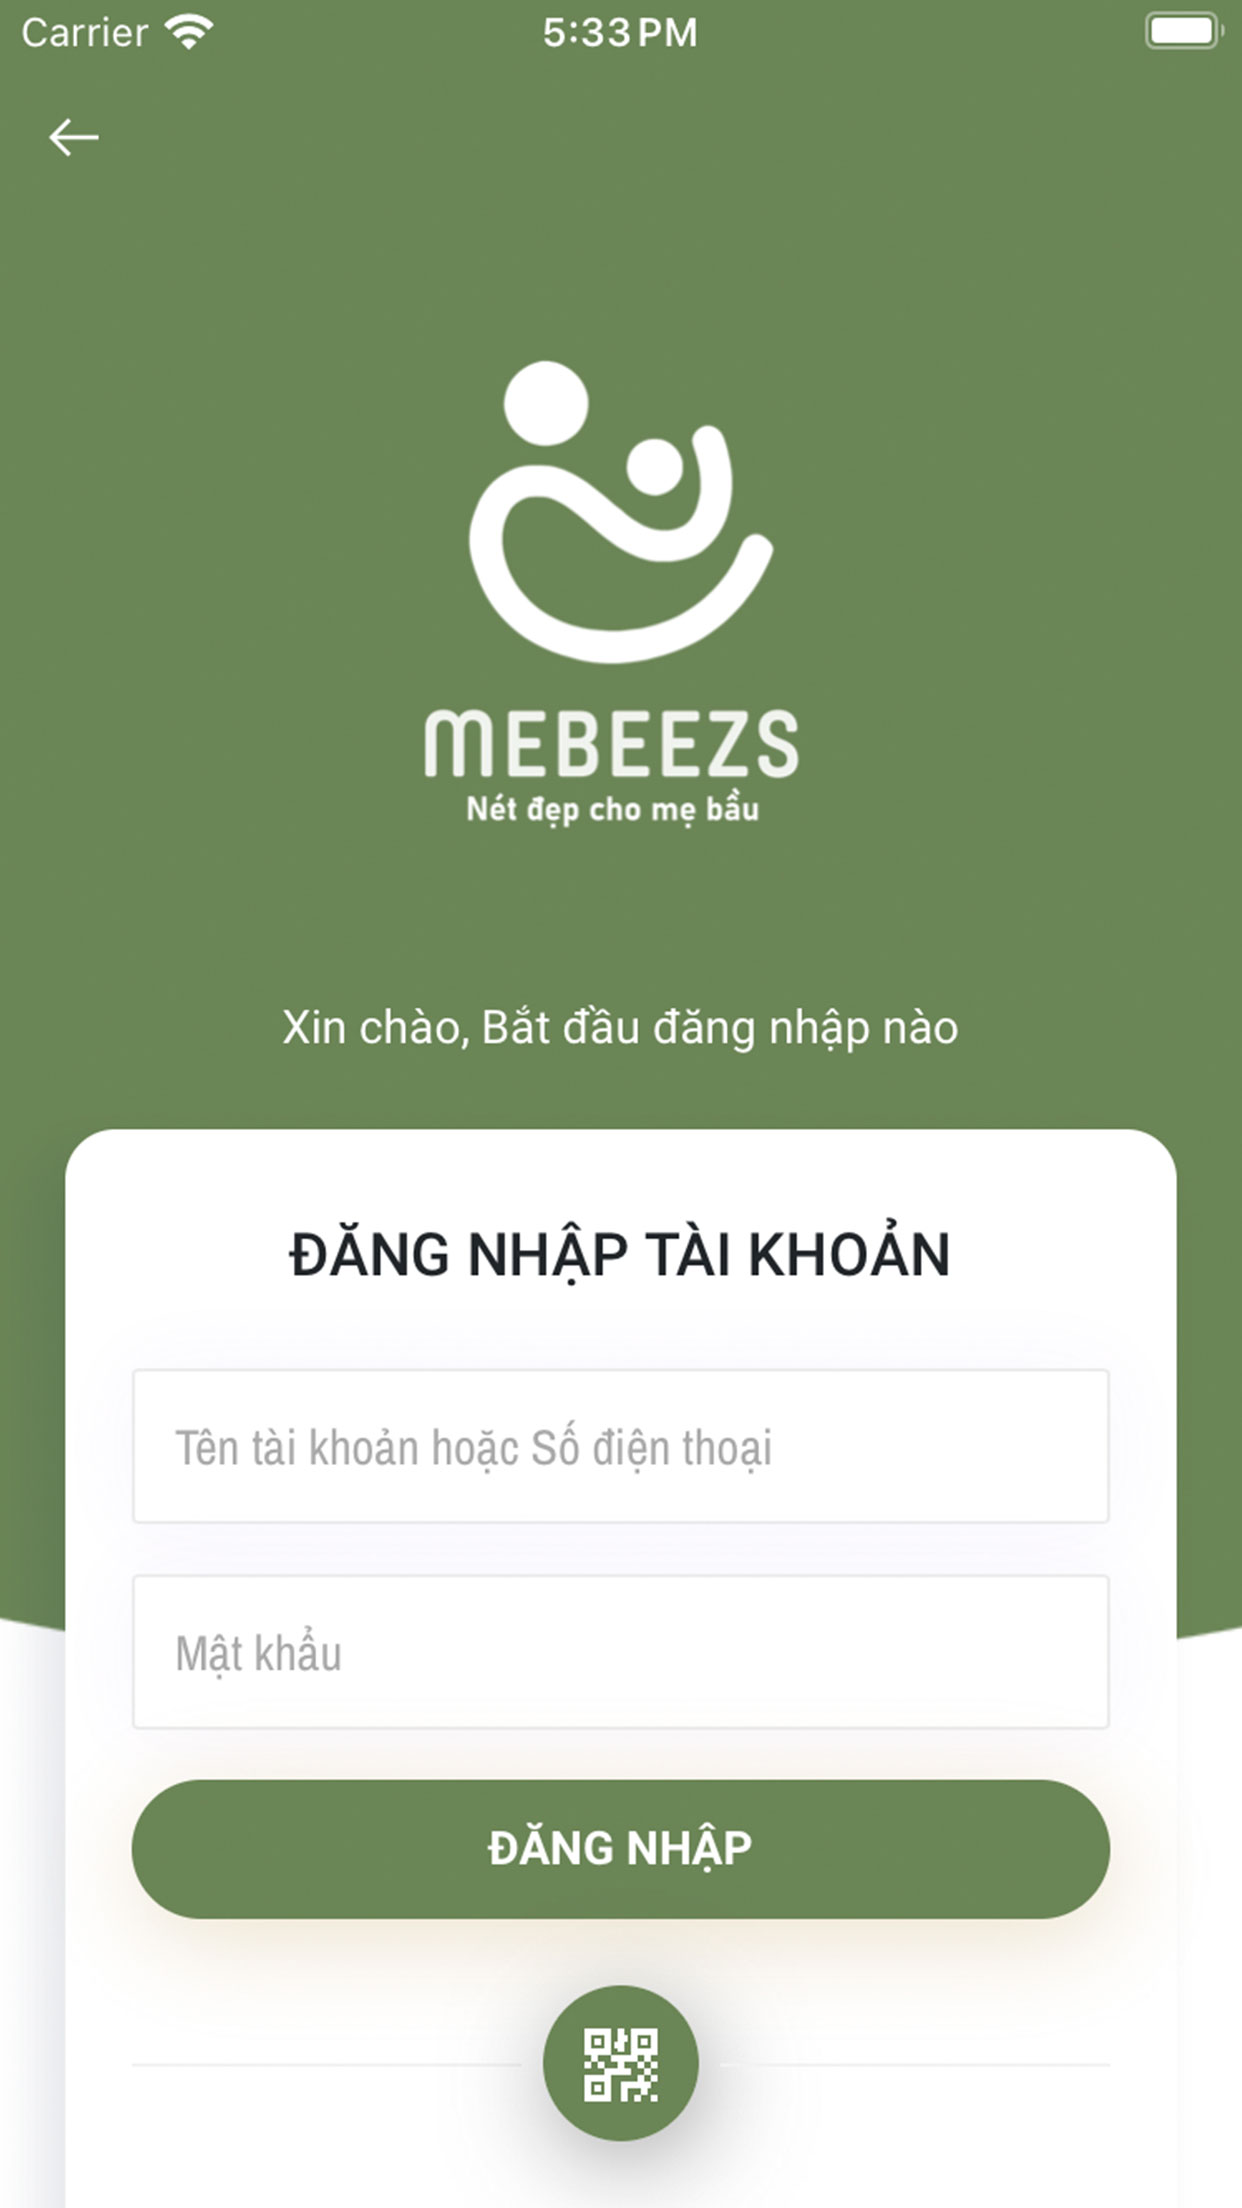 Carrier 5:33 PM
MEBEEZS
Nét đẹp cho mẹ bầu
Xin chào, Bắt đầu đăng nhập nào
ĐĂNG NHẬP TÀI KHOẢN
Tên tài khoản hoặc Số điện thoại
Mật khẩu
ĐĂNG NHẬP